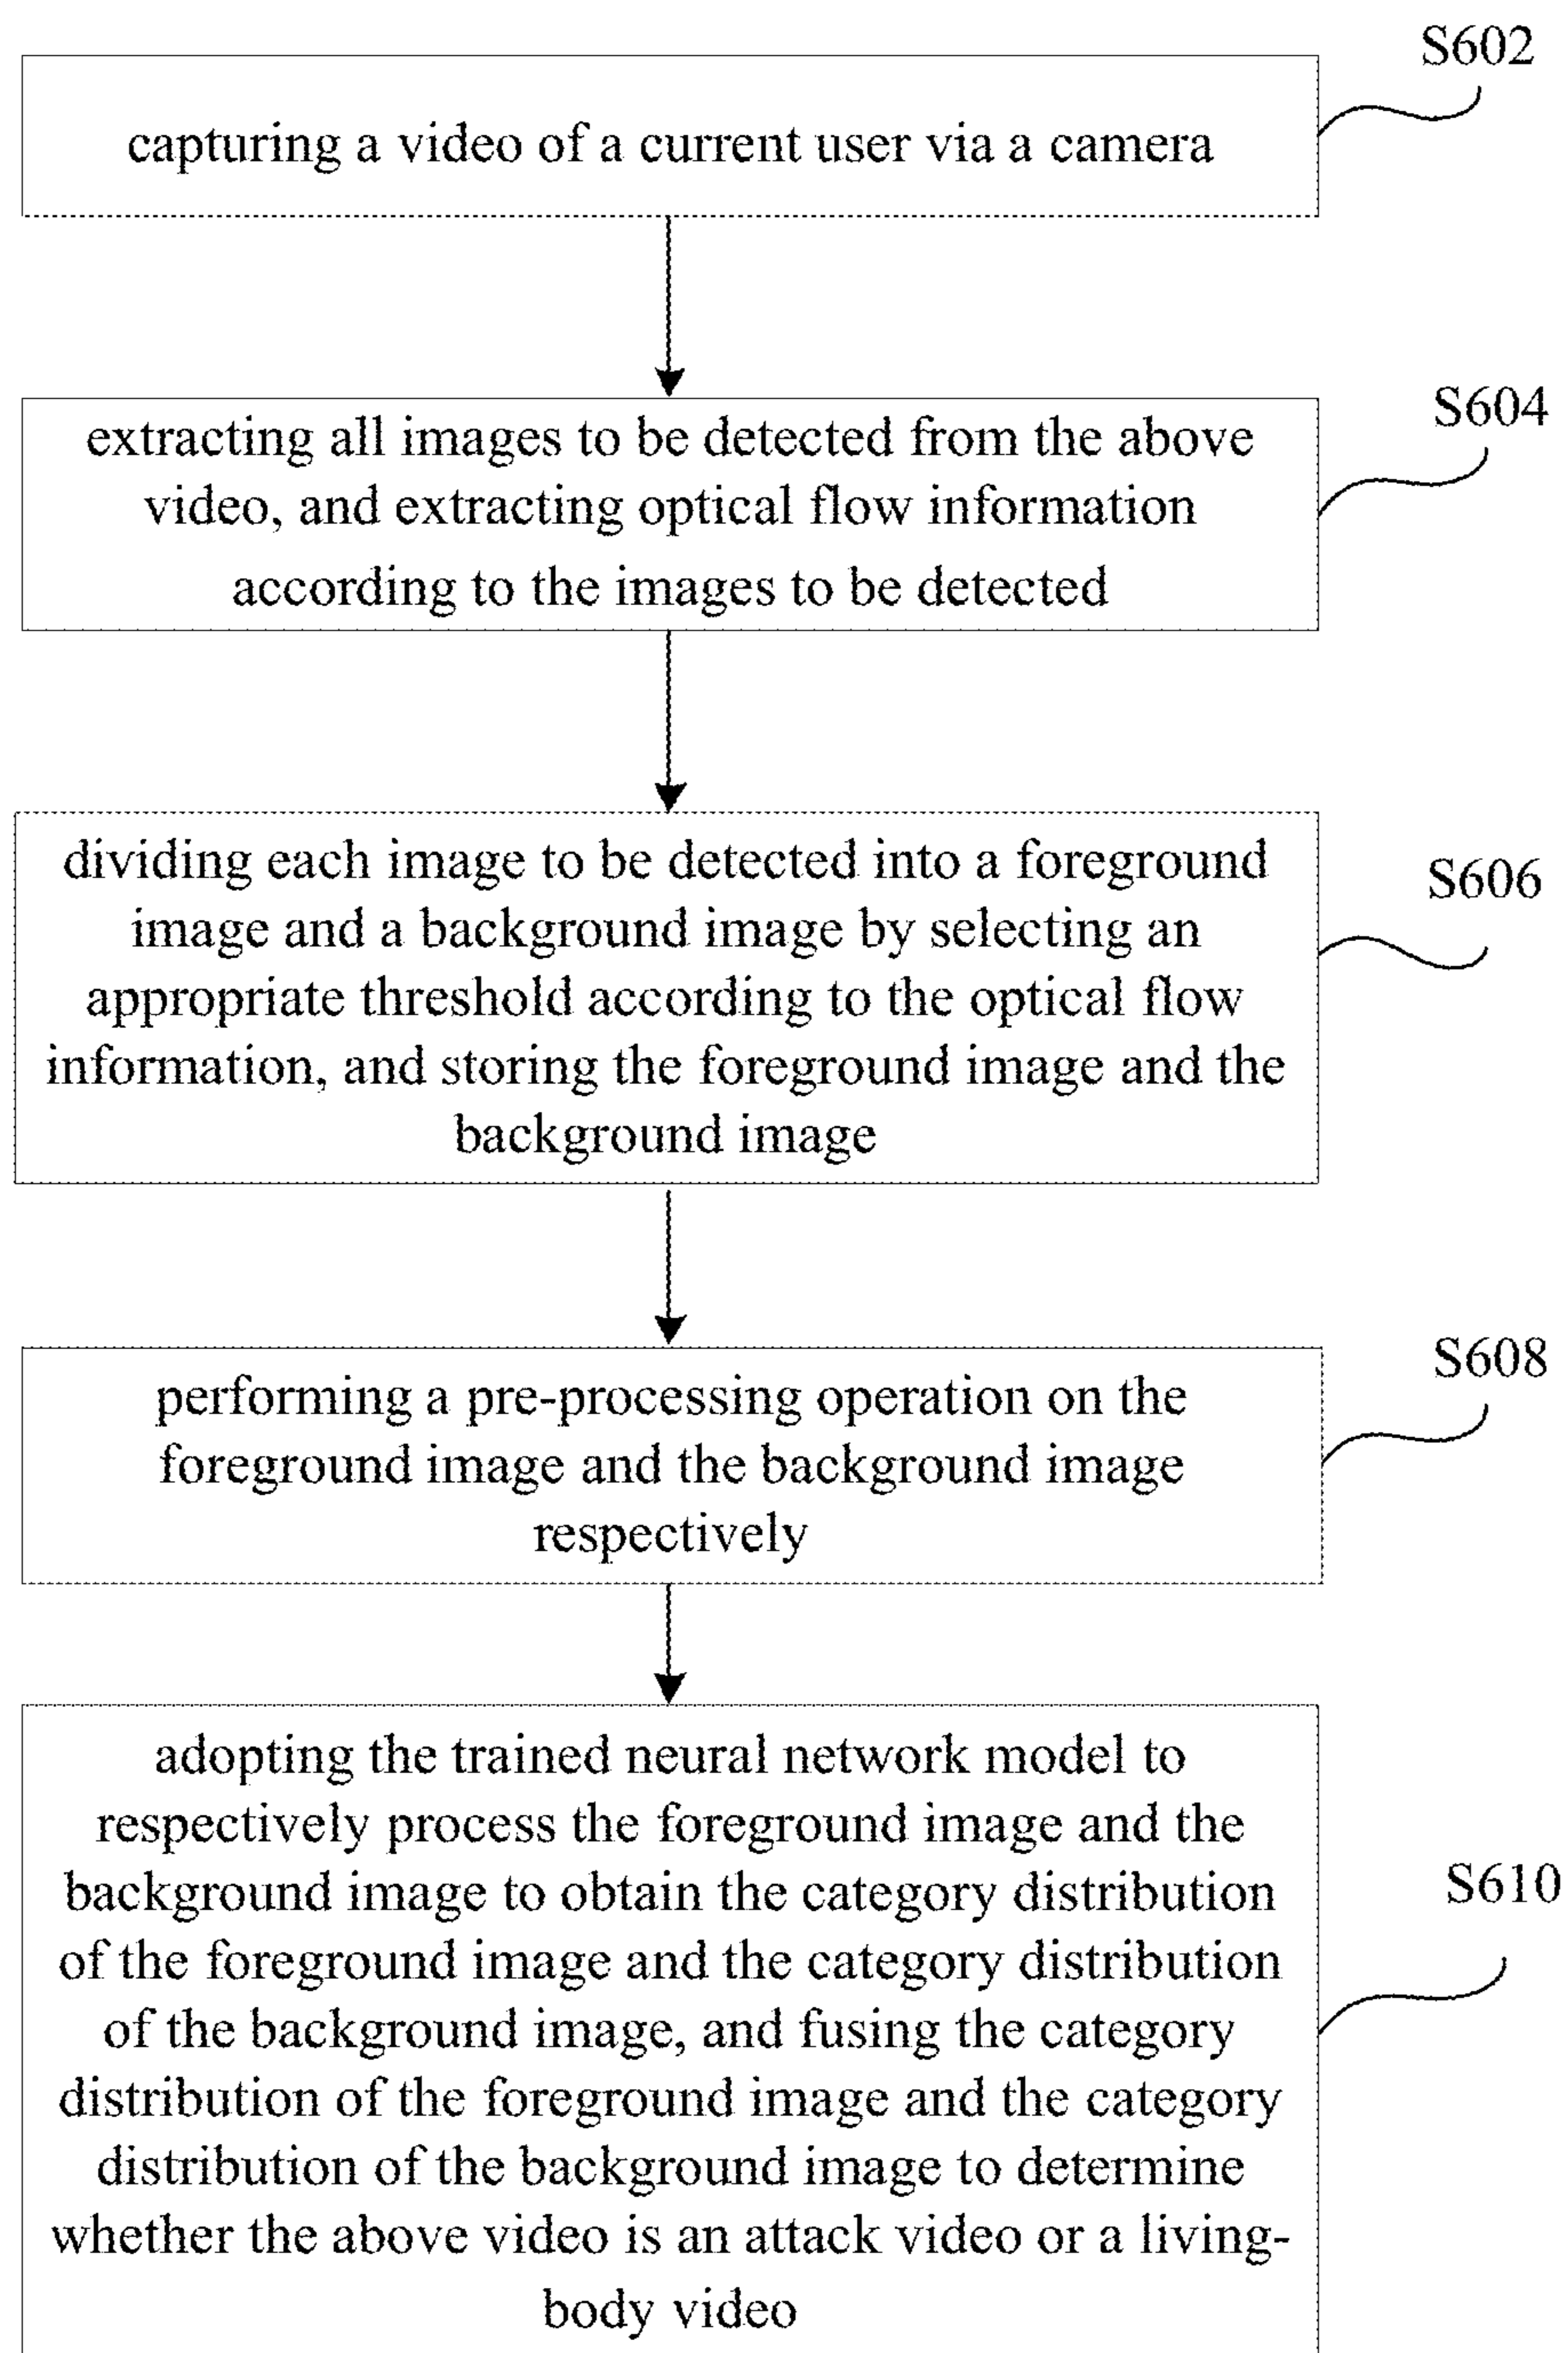 S602
capturing a video of a current user via a camera
S604
extracting all images to be detected from the above
video, and extracting optical flow information
according to the images to be detected
S606
dividing each image to be detected into a foreground
image and a background image by selecting an
appropriate threshold according to the optical flow
information, and storing the foreground image and the
background image
S608
performing a pre-processing operation on the
foreground image and the background image
respectively
S610
adopting the trained neural network model to
respectively process the foreground image and the
background image to obtain the category distribution
of the foreground image and the category distribution
of the background image, and fusing the category
distribution of the foreground image and the category
distribution of the background image to determine
whether the above video is an attack video or a living-
body video